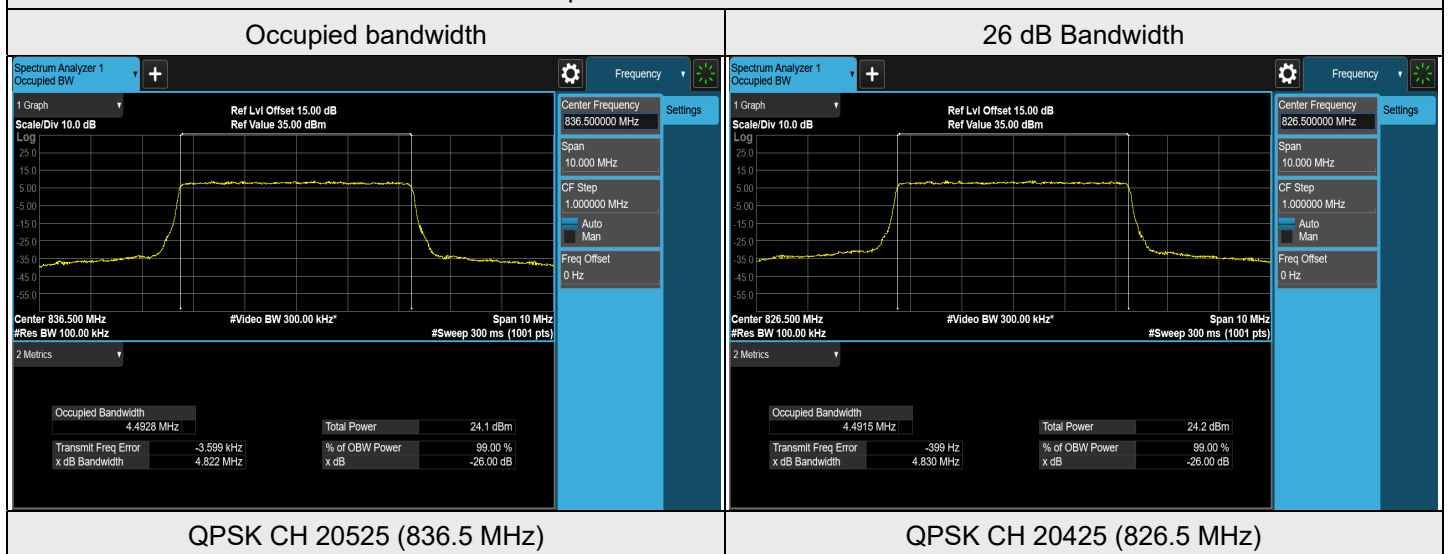 Occupied bandwidth
26 dB Bandwidth
Spectrum Analyzer 1
Occupied BW
+
Frequency
1 Graph
Scale/Div 10.0 dB
Ref Lvl Offset 15.00 dB
Ref Value 35.00 dBm
Log
25.0
15.0
5.00
-5.00
-15.0
-25.0
-35.0
-45.0
-55.0
Center 836.500 MHz
#Res BW 100.00 kHz
#Video BW 300.00 kHz*
Span 10 MHz
#Sweep 300 ms (1001 pts)
Center Frequency
836.500000 MHz
Settings
Span
10.000 MHz
CF Step
1.000000 MHz
Auto
Man
Freq Offset
0 Hz
2 Metrics
Occupied Bandwidth
4.4928 MHz
Total Power 24.1 dBm
Transmit Freq Error -3.599 kHz
% of OBW Power 99.00 %
x dB Bandwidth 4.822 MHz
x dB -26.00 dB
Spectrum Analyzer 1
Occupied BW
+
Frequency
1 Graph
Scale/Div 10.0 dB
Ref Lvl Offset 15.00 dB
Ref Value 35.00 dBm
Log
25.0
15.0
5.00
-5.00
-15.0
-25.0
-35.0
-45.0
-55.0
Center 826.500 MHz
#Res BW 100.00 kHz
#Video BW 300.00 kHz*
Span 10 MHz
#Sweep 300 ms (1001 pts)
Center Frequency
826.500000 MHz
Settings
Span
10.000 MHz
CF Step
1.000000 MHz
Auto
Man
Freq Offset
0 Hz
2 Metrics
Occupied Bandwidth
4.4915 MHz
Total Power 24.2 dBm
Transmit Freq Error -399 Hz
% of OBW Power 99.00 %
x dB Bandwidth 4.830 MHz
x dB -26.00 dB
QPSK CH 20525 (836.5 MHz)
QPSK CH 20425 (826.5 MHz)